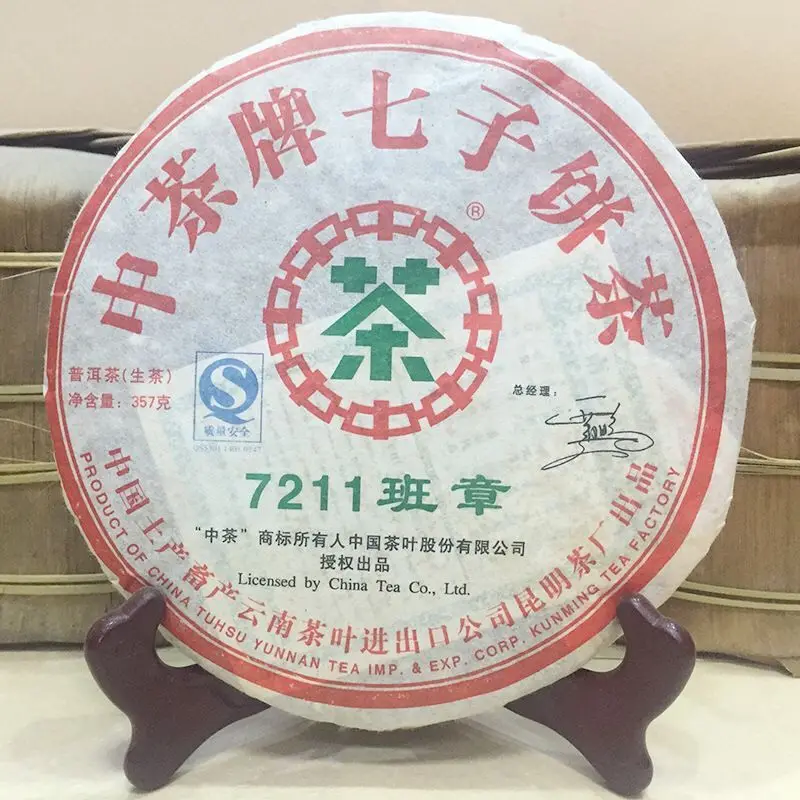 中茶牌七子饼茶
®
茶
普洱茶(生茶)
净含量：357克
质量安全
总经理：
7211班章
“中茶”商标所有人中国茶叶股份有限公司
授权出品
Licensed by China Tea Co., Ltd.
中国土产畜产云南茶叶进出口公司昆明茶厂出品
PRODUCT OF CHINA TUHSU YUNNAN TEA IMP. & EXP. CORP. KUNMING TEA FACTORY